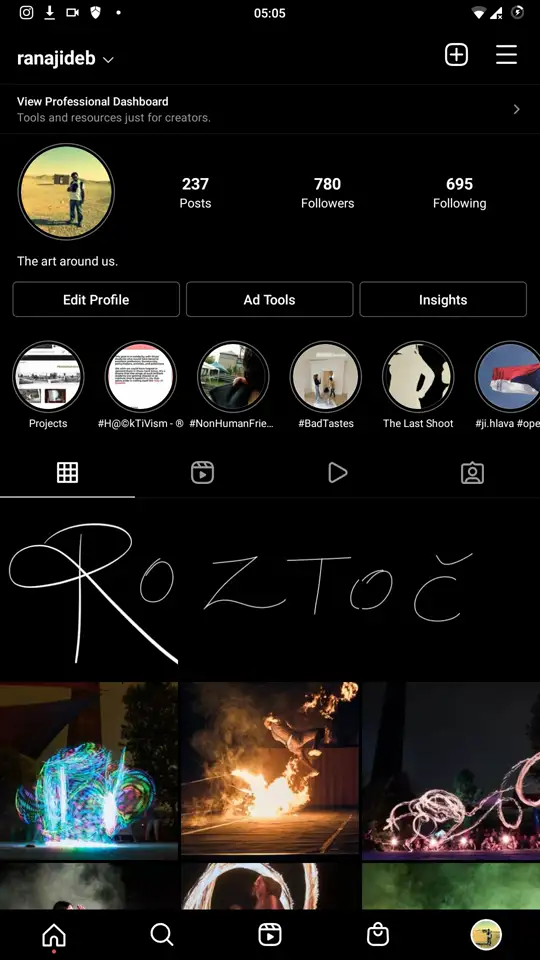 05:05
ranajideb
View Professional Dashboard
Tools and resources just for creators.
237
Posts
780
Followers
695
Following
The art around us.
Edit Profile
Ad Tools
Insights
Projects
#H@©kTiVism - ®
#NonHumanFrie...
#BadTastes
The Last Shoot
#ji.hlava #ope
ROZTOČ